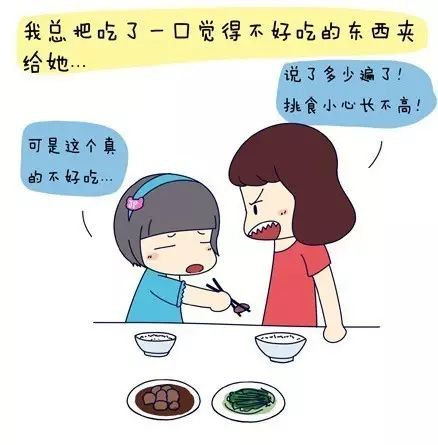 我总把吃了一口觉得不好吃的东西夹
给她...
说了多少遍了！
挑食小心长不高！
可是这个真
的不好吃...